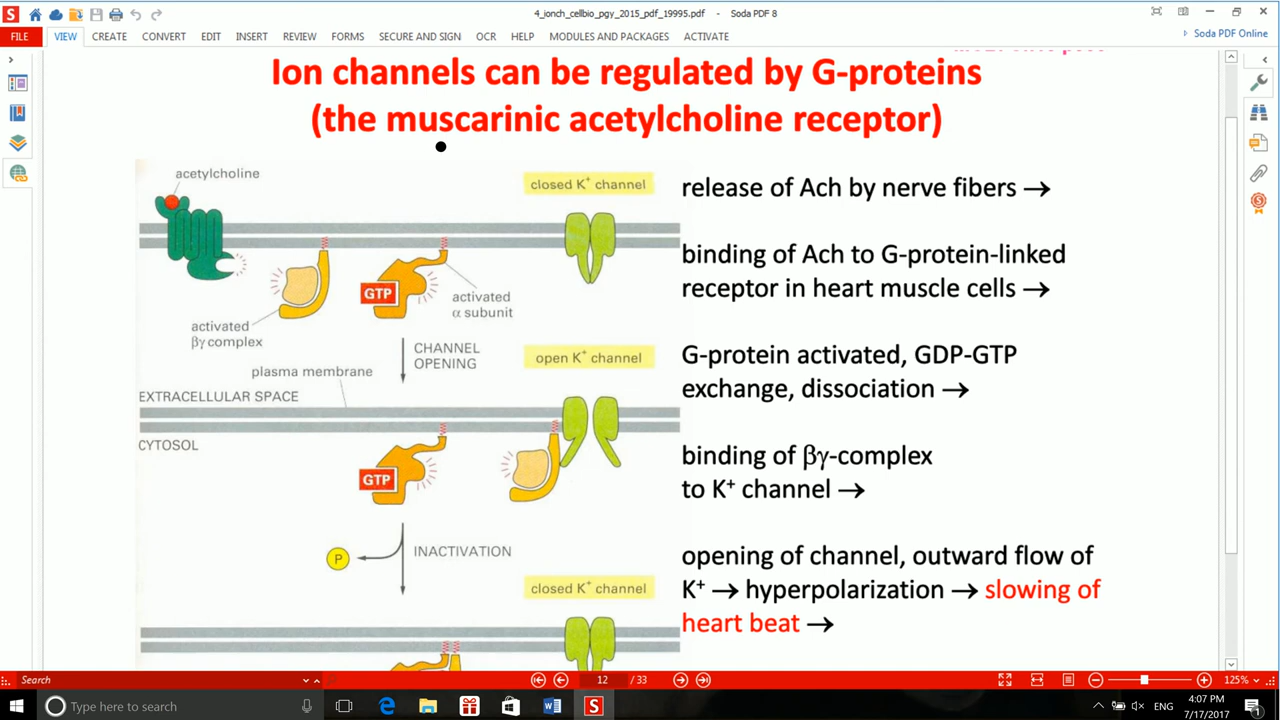 4_ionch_cellbio_pgy_2015_pdf_19995.pdf - Soda PDF 8
FILE VIEW CREATE CONVERT EDIT INSERT REVIEW FORMS SECURE AND SIGN OCR HELP MODULES AND PACKAGES ACTIVATE Soda PDF Online
Ion channels can be regulated by G-proteins
(the muscarinic acetylcholine receptor)
acetylcholine
closed K⁺ channel
GTP
activated
α subunit
activated
βγ complex
CHANNEL
OPENING
open K⁺ channel
plasma membrane
EXTRACELLULAR SPACE
CYTOSOL
GTP
P
INACTIVATION
closed K⁺ channel
release of Ach by nerve fibers →
binding of Ach to G-protein-linked
receptor in heart muscle cells →
G-protein activated, GDP-GTP
exchange, dissociation →
binding of βγ-complex
to K⁺ channel →
opening of channel, outward flow of
K⁺ → hyperpolarization → slowing of
heart beat →
Search 12 / 33 125%
Type here to search
ENG
4:07 PM
7/17/2017
1